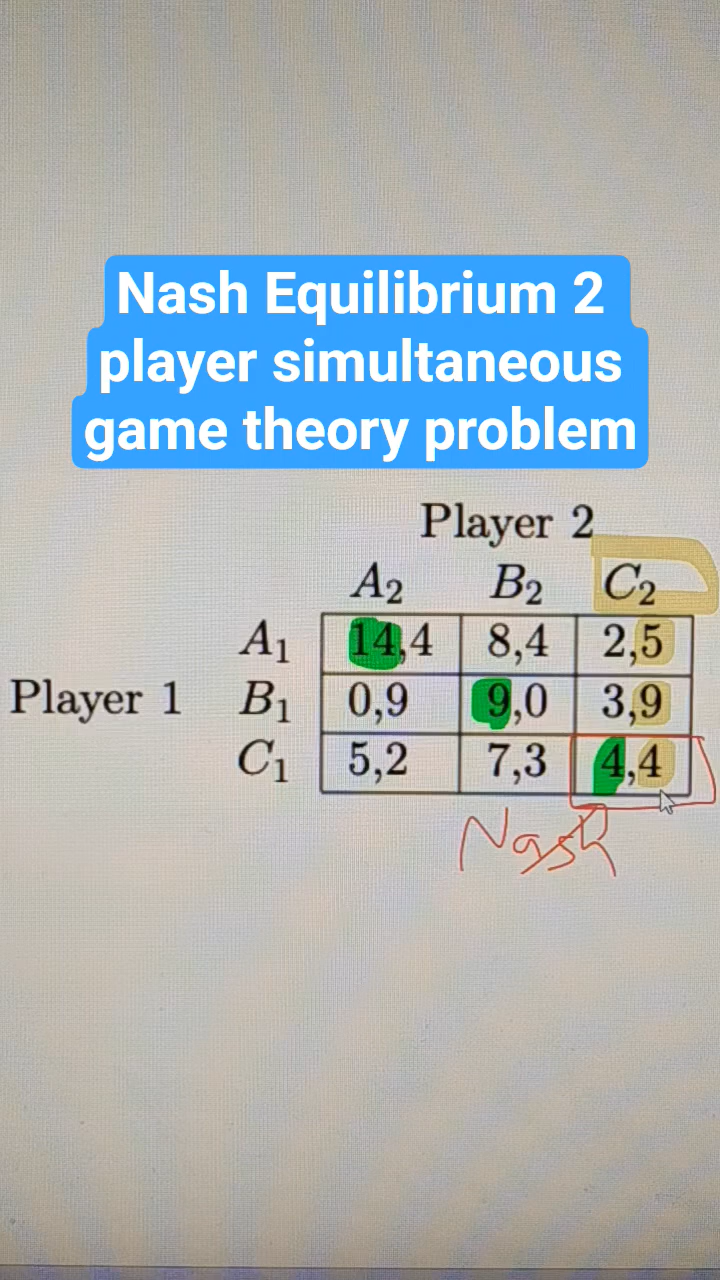 Nash Equilibrium 2
player simultaneous
game theory problem
Player 2
A₂ B₂ C₂
A₁ 14,4 8,4 2,5
Player 1 B₁ 0,9 9,0 3,9
C₁ 5,2 7,3 4,4
Nash